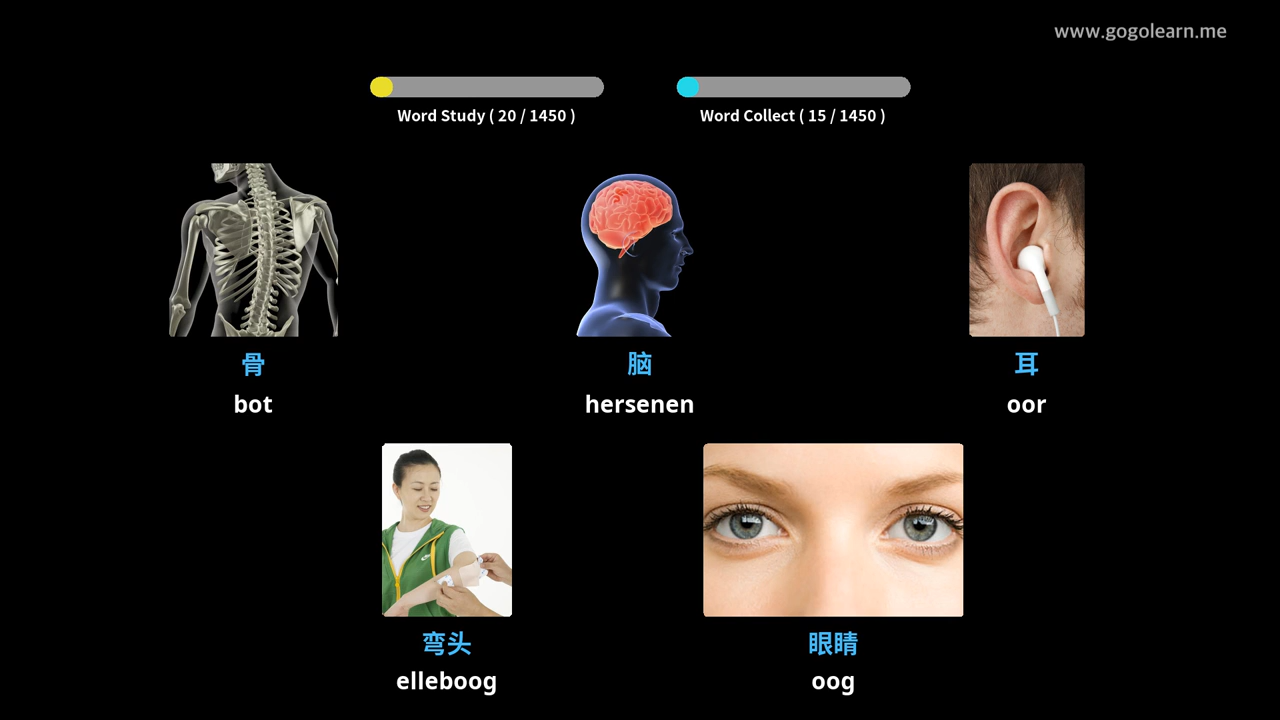 www.gogolearn.me
Word Study ( 20 / 1450 )
Word Collect ( 15 / 1450 )
骨
脑
耳
bot
hersenen
oor
弯头
眼睛
elleboog
oog